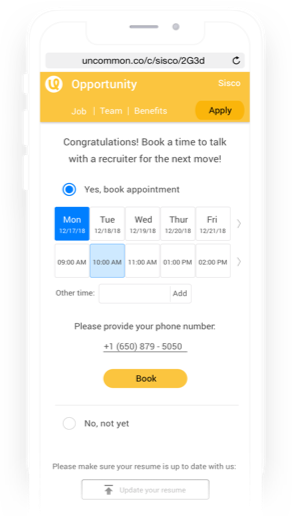 uncommon.co/c/sisco/2G3d
Opportunity Sisco
Job | Team | Benefits Apply
Congratulations! Book a time to talk
with a recruiter for the next move!
Yes, book appointment
Mon Tue Wed Thur Fri
12/17/18 12/18/18 12/19/18 12/20/18 12/21/18
09:00 AM 10:00 AM 11:00 AM 01:00 PM 02:00 PM
Other time: Add
Please provide your phone number:
+1 (650) 879 - 5050
Book
No, not yet
Please make sure your resume is up to date with us:
Update your resume